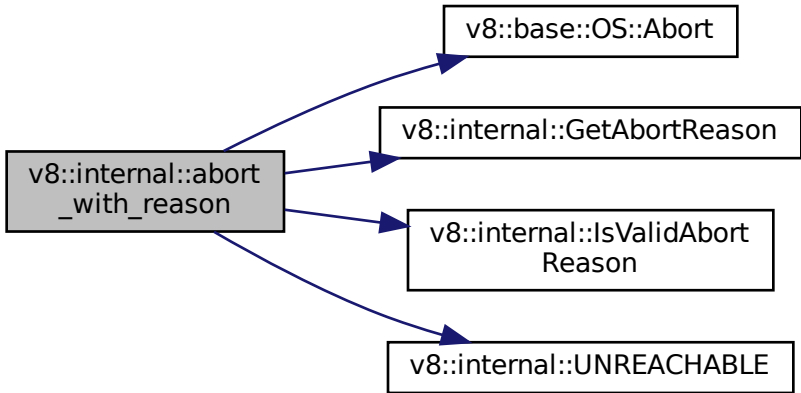 v8::base::OS::Abort
v8::internal::GetAbortReason
v8::internal::abort
_with_reason
v8::internal::IsValidAbort
Reason
v8::internal::UNREACHABLE